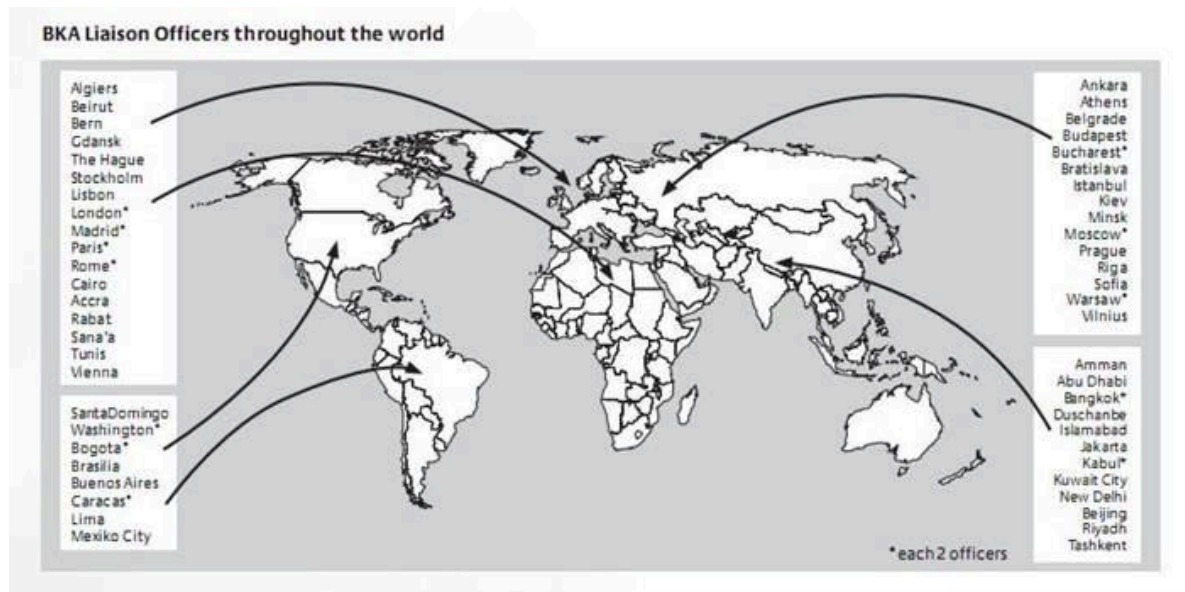 BKA Liaison Officers throughout the world
Algiers
Beirut
Bern
Gdansk
The Hague
Stockholm
Lisbon
London*
Madrid*
Paris*
Rome*
Cairo
Accra
Rabat
Sana'a
Tunis
Vienna
SantaDomingo
Washington*
Bogota*
Brasilia
Buenos Aires
Caracas*
Lima
Mexiko City
Ankara
Athens
Belgrade
Budapest
Bucharest*
Bratislava
Istanbul
Kiev
Minsk
Moscow*
Prague
Riga
Sofia
Warsaw*
Vilnius
Amman
Abu Dhabi
Bangkok*
Duschanbe
Islamabad
Jakarta
Kabul*
Kuwait City
New Delhi
Beijing
Riyadh
Tashkent
*each 2 officers